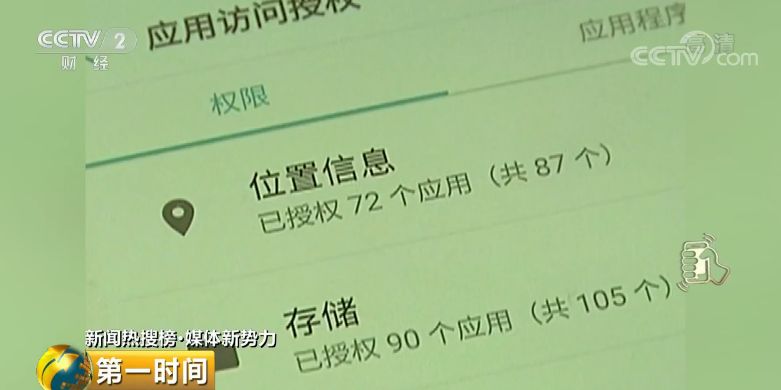 CCTV 2
财经
应用访问授权
应用程序
高清
CCTV.com
权限
位置信息
已授权 72 个应用（共 87 个）
存储
已授权 90 个应用（共 105 个）
新闻热搜榜·媒体新势力
第一时间